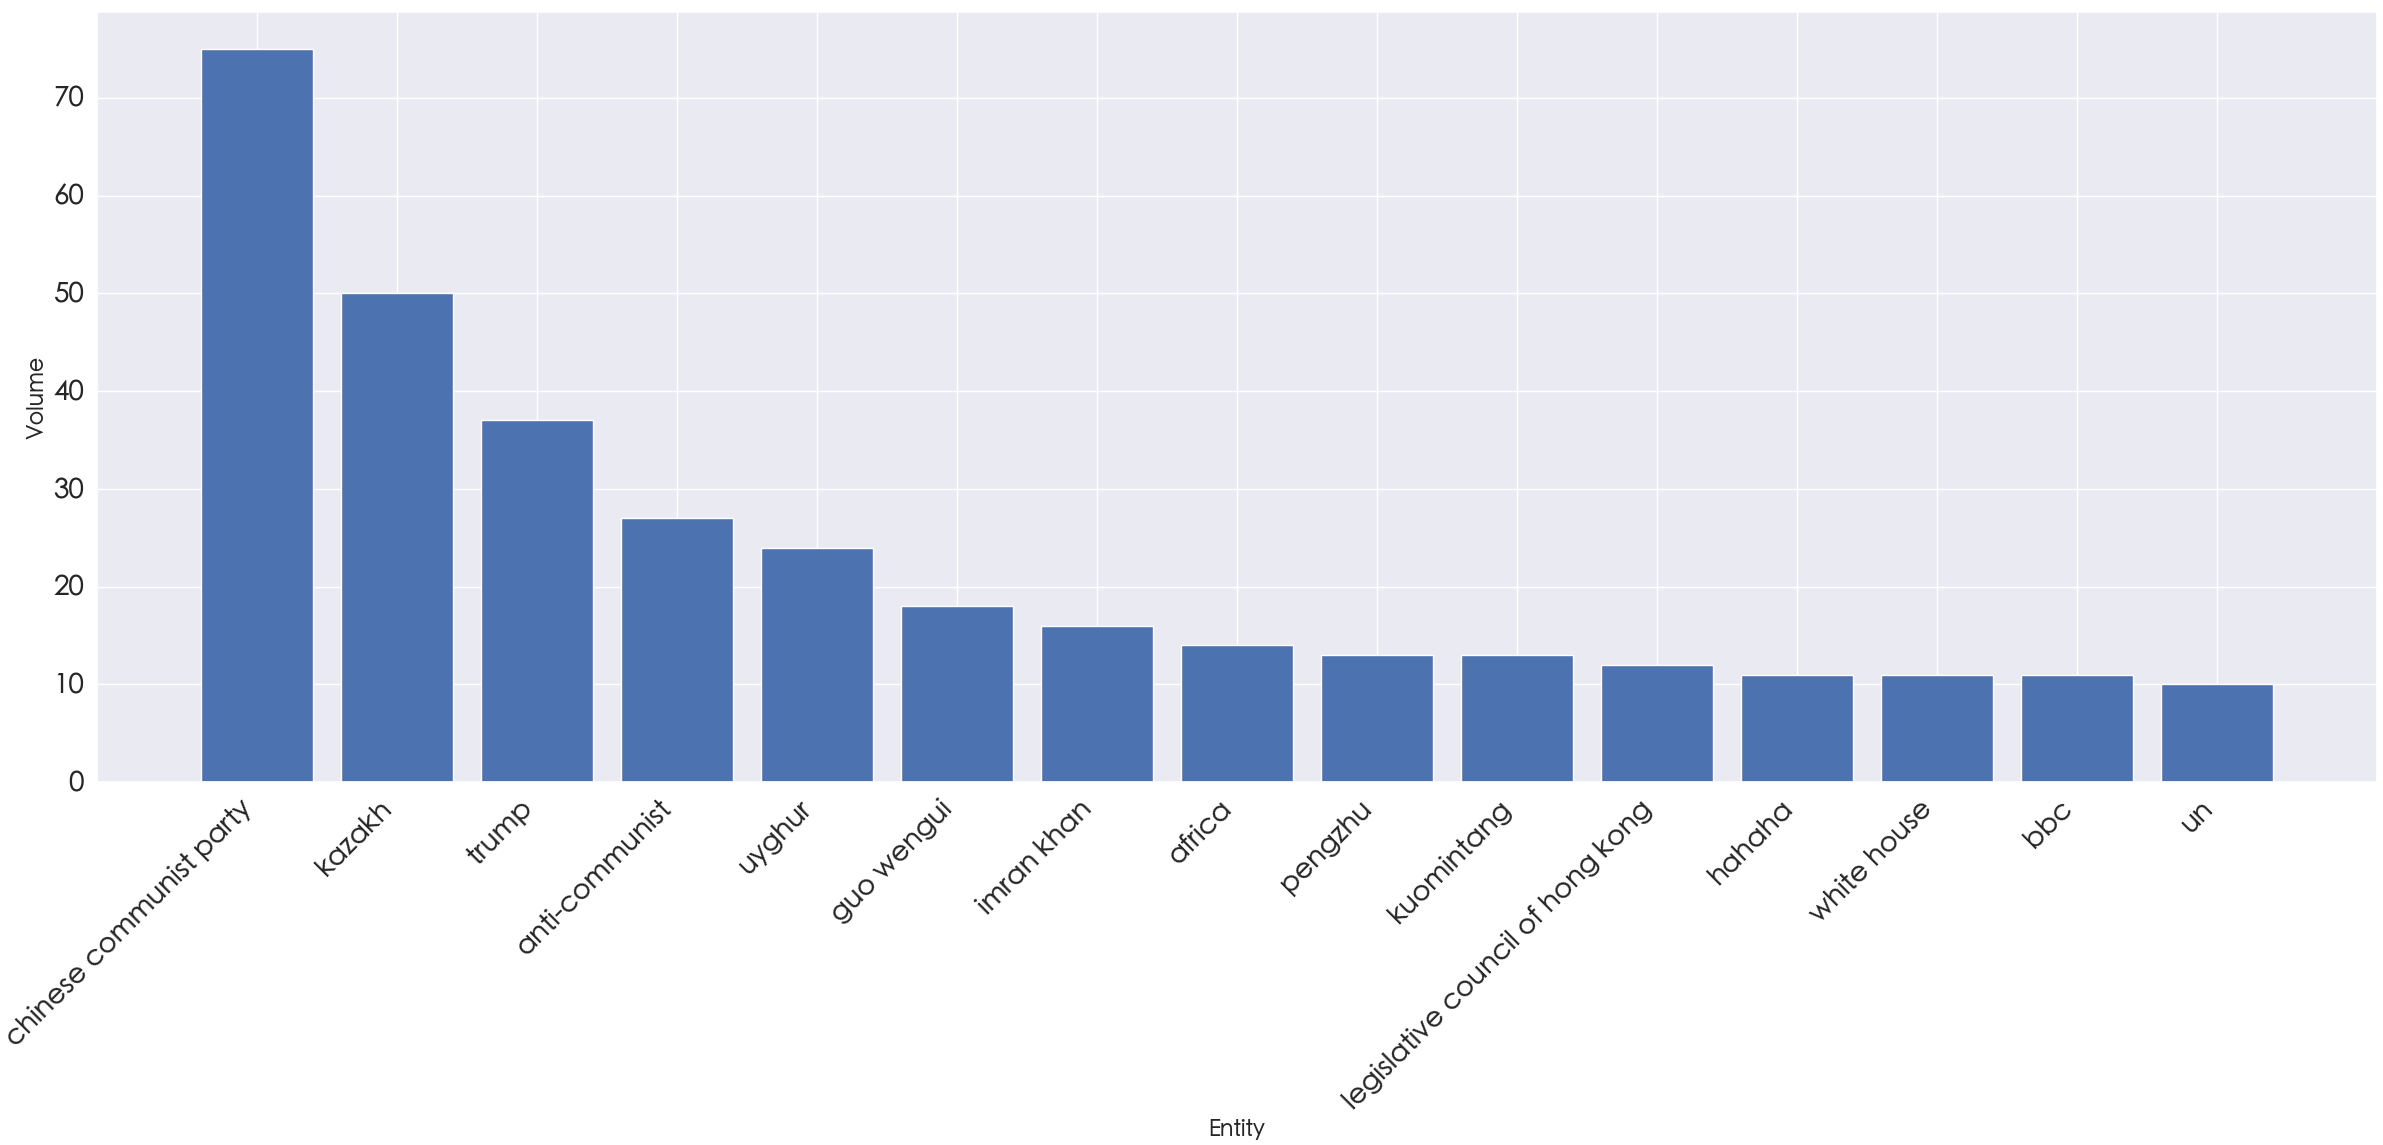 Volume
70
60
50
40
30
20
10
0
chinese communist party
kazakh
trump
anti-communist
uyghur
guo wengui
imran khan
africa
pengzhu
kuomintang
legislative council of hong kong
hahaha
white house
bbc
un
Entity